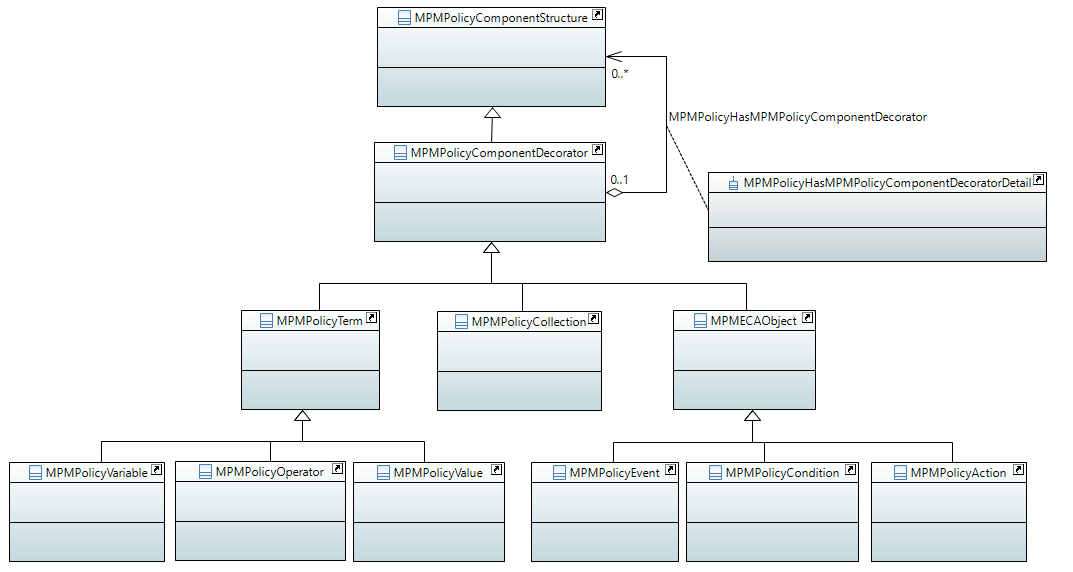 MPMPolicyComponentStructure
0..*
MPMPolicyHasMPMPolicyComponentDecorator
MPMPolicyComponentDecorator
0..1
MPMPolicyHasMPMPolicyComponentDecoratorDetail
MPMPolicyTerm
MPMPolicyCollection
MPMECAObject
MPMPolicyVariable
MPMPolicyOperator
MPMPolicyValue
MPMPolicyEvent
MPMPolicyCondition
MPMPolicyAction